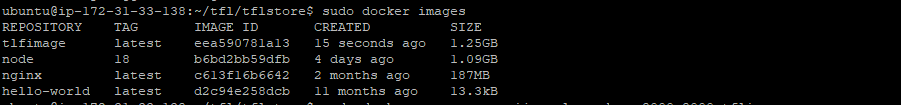 ubuntu@ip-172-31-33-138:~/tfl/tflstore$ sudo docker images
REPOSITORY TAG IMAGE ID CREATED SIZE
tlfimage latest eea590781a13 15 seconds ago 1.25GB
node 18 b6bd2bb59dfb 4 days ago 1.09GB
nginx latest c613f16b6642 2 months ago 187MB
hello-world latest d2c94e258dcb 11 months ago 13.3kB